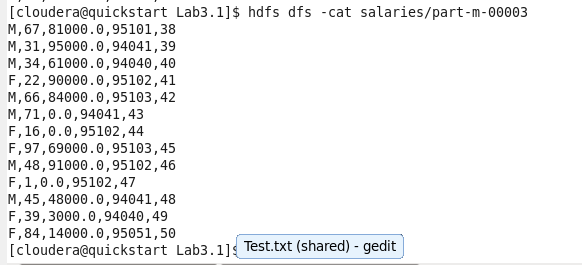 [cloudera@quickstart Lab3.1]$ hdfs dfs -cat salaries/part-m-00003
M,67,81000.0,95101,38
M,31,95000.0,94041,39
M,34,61000.0,94040,40
F,22,90000.0,95102,41
M,66,84000.0,95103,42
M,71,0.0,94041,43
F,16,0.0,95102,44
F,97,69000.0,95103,45
M,48,91000.0,95102,46
F,1,0.0,95102,47
M,45,48000.0,94041,48
F,39,3000.0,94040,49
F,84,14000.0,95051,50
[cloudera@quickstart Lab3.1]$
Test.txt (shared) - gedit